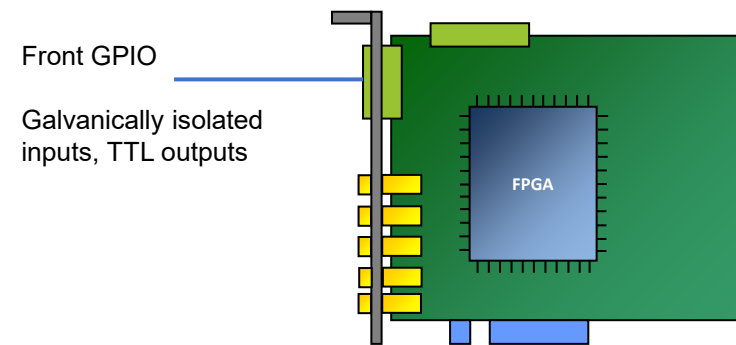 Front GPIO
Galvanically isolated
inputs, TTL outputs
FPGA